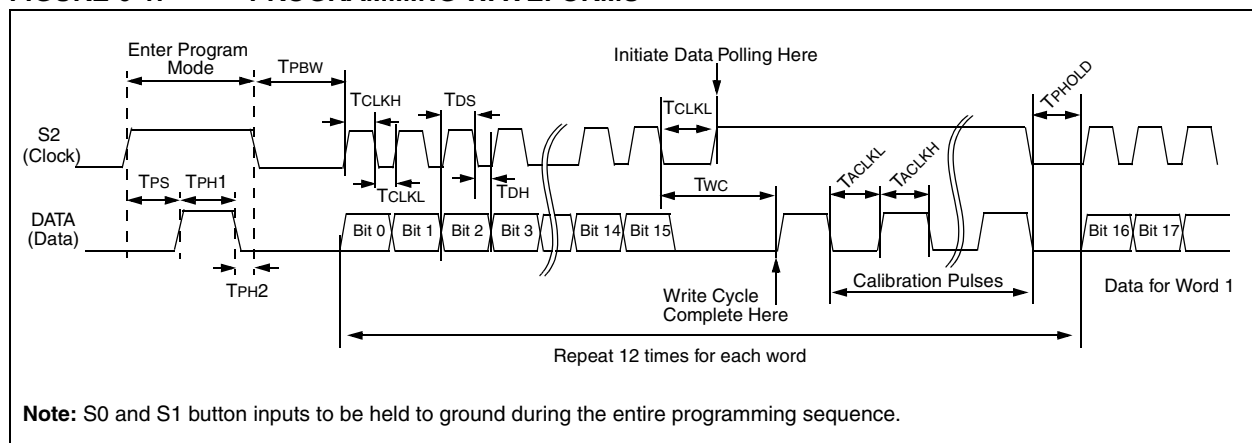 Enter Program
Mode
TPBW
Initiate Data Polling Here
TPHOLD
TCLKH
TDS
TCLKL
S2
(Clock)
TPS
TPH1
TCLKL
TDH
TWC
TACLKL
TACLKH
DATA
(Data)
Bit 0
Bit 1
Bit 2
Bit 3
Bit 14
Bit 15
Bit 16
Bit 17
TPH2
Calibration Pulses
Data for Word 1
Write Cycle
Complete Here
Repeat 12 times for each word
Note: S0 and S1 button inputs to be held to ground during the entire programming sequence.